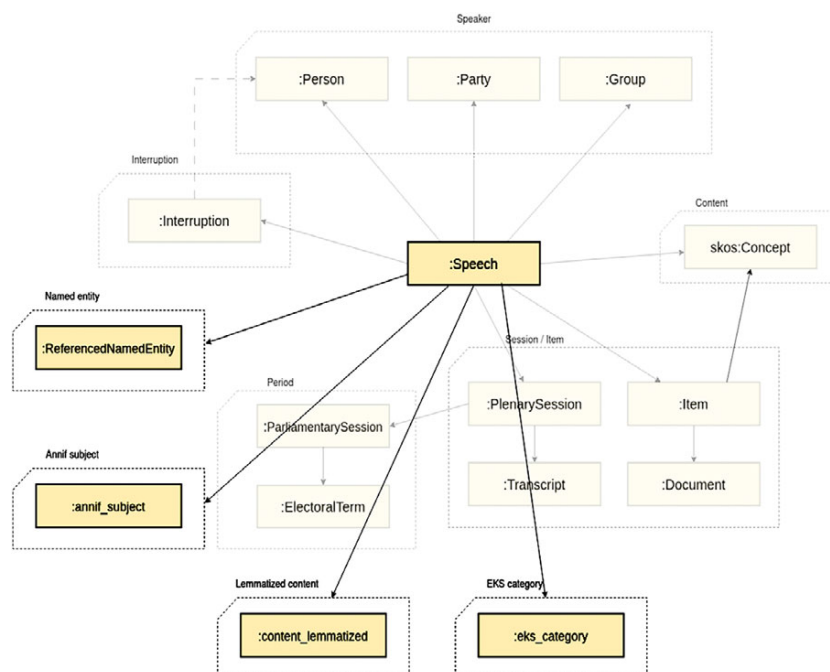 Speaker
:Person
:Party
:Group
Interruption
:Interruption
Content
skos:Concept
:Speech
Named entity
:ReferencedNamedEntity
Session / Item
Period
:PlenarySession
:Item
:ParliamentarySession
Annif subject
:annif_subject
:Transcript
:Document
:ElectoralTerm
Lemmatized content
EKS category
:content_lemmatized
:eks_category